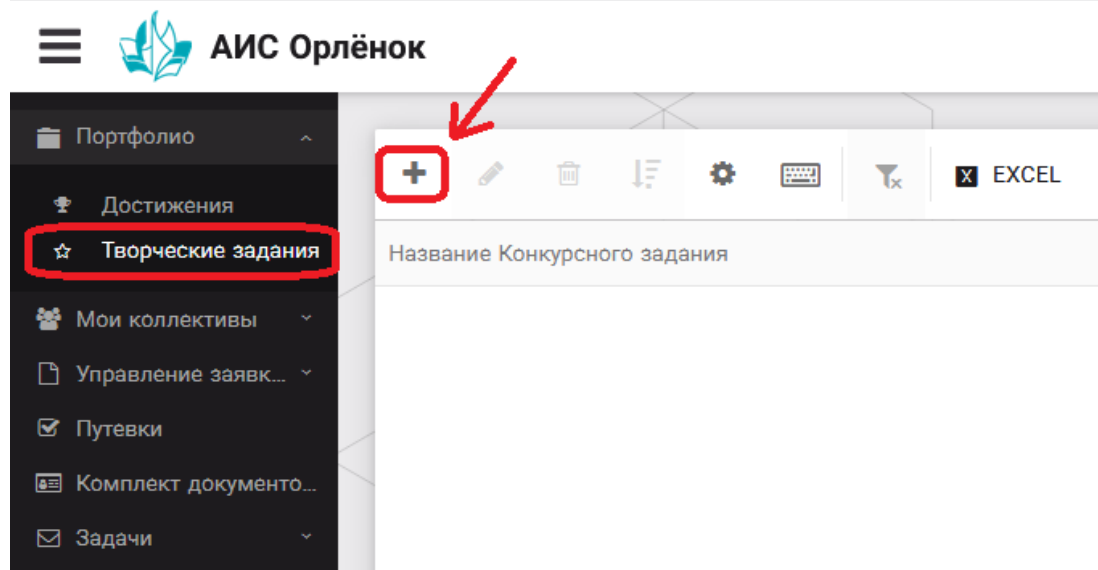 АИС Орлёнок
Портфолио
Достижения
Творческие задания
Мои коллективы
Управление заявк...
Путевки
Комплект документо...
Задачи
X EXCEL
Название Конкурсного задания